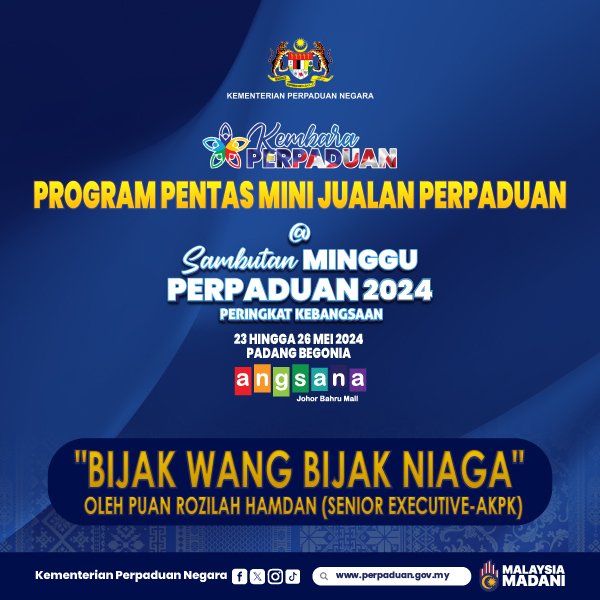 KEMENTERIAN PERPADUAN NEGARA
Kembara
PERPADUAN
PROGRAM PENTAS MINI JUALAN PERPADUAN
@
Sambutan MINGGU
PERPADUAN 2024
PERINGKAT KEBANGSAAN
23 HINGGA 26 MEI 2024
PADANG BEGONIA
angsana
Johor Bahru Mall
"BIJAK WANG BIJAK NIAGA"
OLEH PUAN ROZILAH HAMDAN (SENIOR EXECUTIVE-AKPK)
Kementerian Perpaduan Negara
www.perpaduan.gov.my
MALAYSIA
MADANI